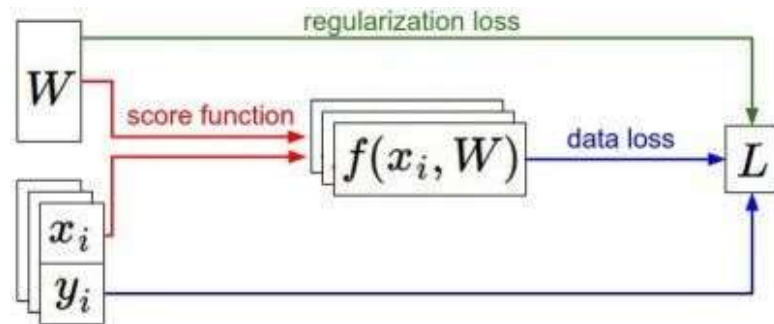 regularization loss
W
score function
f(x_i, W)
data loss
L
x_i
y_i